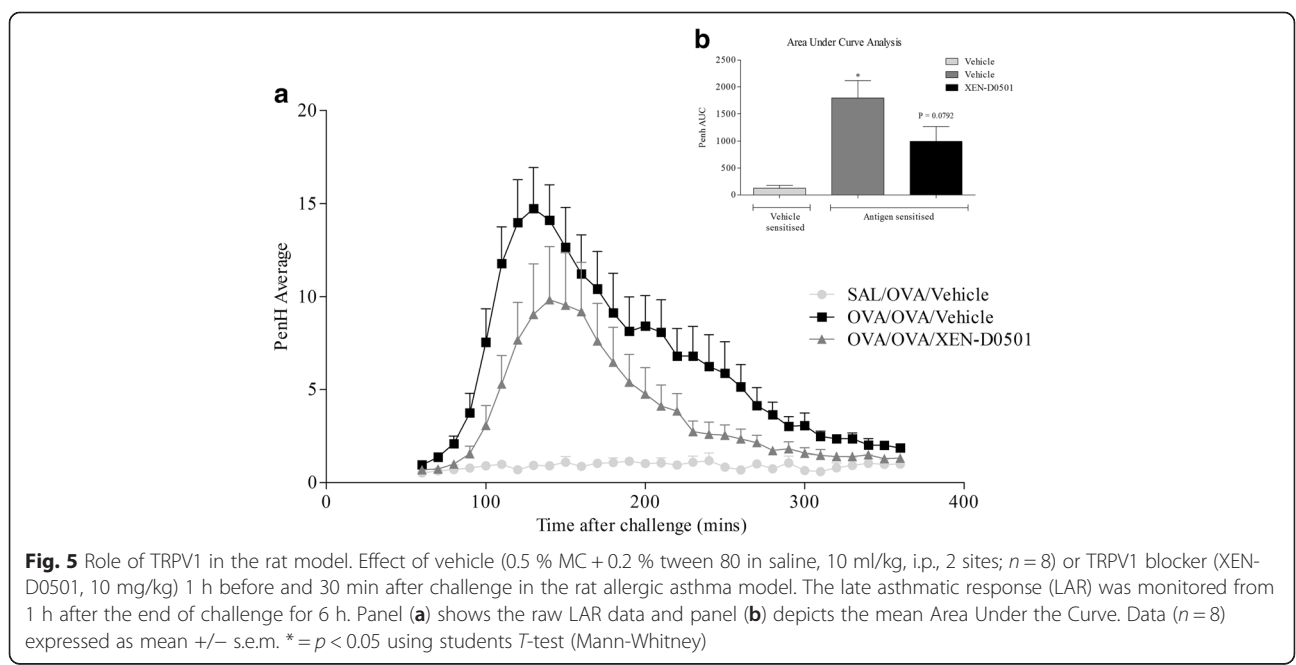 b
Area Under Curve Analysis
2500
2000
1500
1000
500
0
Penh AUC
*
P = 0.0792
Vehicle
Vehicle
XEN-D0501
Vehicle
sensitised
Antigen sensitised
a
20
15
10
5
0
PenH Average
SAL/OVA/Vehicle
OVA/OVA/Vehicle
OVA/OVA/XEN-D0501
0 100 200 300 400
Time after challenge (mins)
Fig. 5 Role of TRPV1 in the rat model. Effect of vehicle (0.5 % MC + 0.2 % tween 80 in saline, 10 ml/kg, i.p., 2 sites; n = 8) or TRPV1 blocker (XEN-
D0501, 10 mg/kg) 1 h before and 30 min after challenge in the rat allergic asthma model. The late asthmatic response (LAR) was monitored from
1 h after the end of challenge for 6 h. Panel (a) shows the raw LAR data and panel (b) depicts the mean Area Under the Curve. Data (n = 8)
expressed as mean +/− s.e.m. * = p < 0.05 using students T-test (Mann-Whitney)